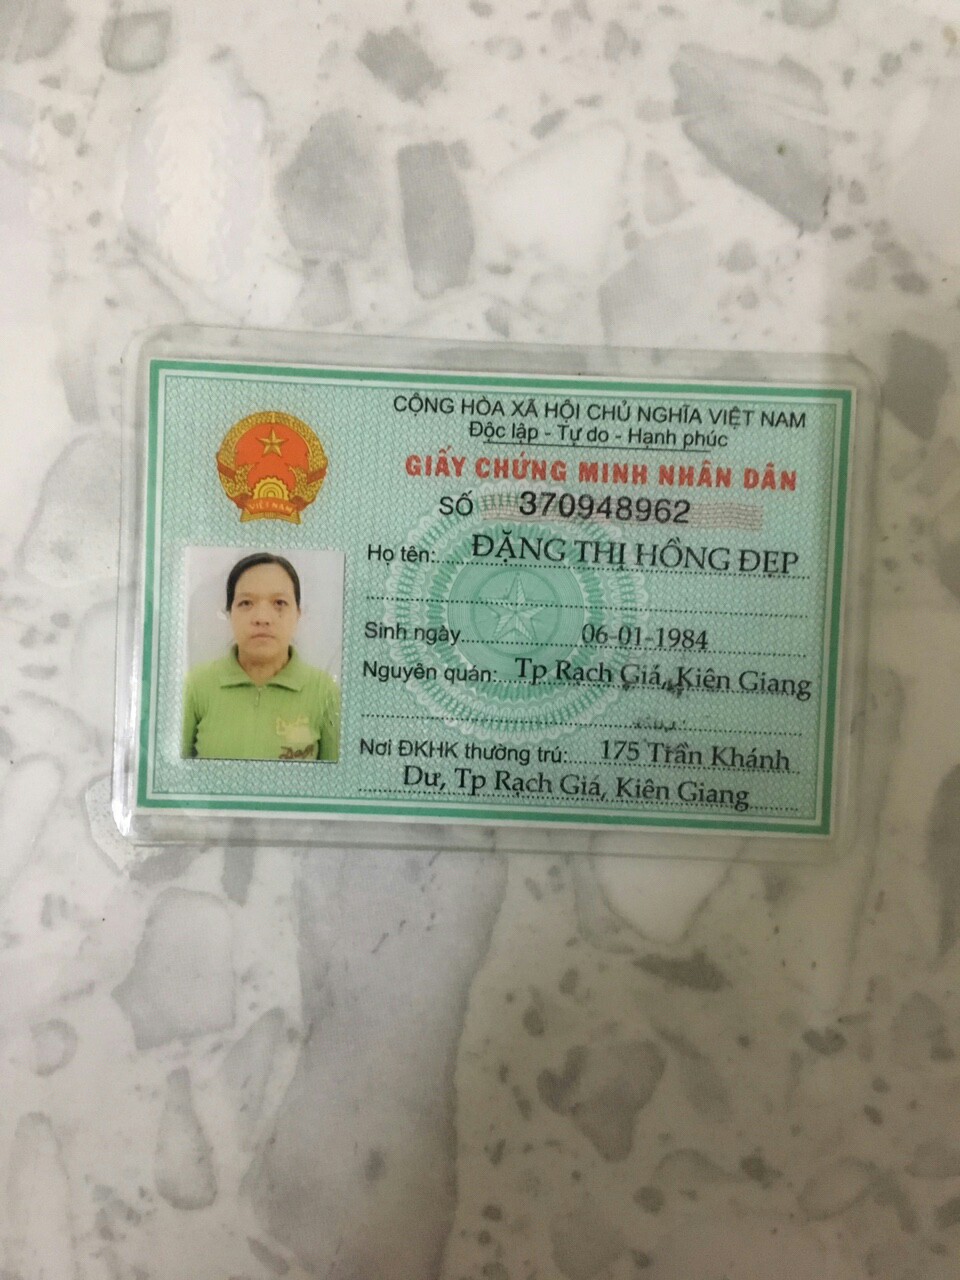 CỘNG HÒA XÃ HỘI CHỦ NGHĨA VIỆT NAM
Độc lập - Tự do - Hạnh phúc
GIẤY CHỨNG MINH NHÂN DÂN
SỐ 370948962
VIỆT NAM
Họ tên: ĐẶNG THỊ HỒNG ĐẸP
Sinh ngày 06-01-1984
Nguyên quán: Tp Rạch Giá, Kiên Giang
Nơi ĐKHK thường trú: 175 Trần Khánh
Dư, Tp Rạch Giá, Kiên Giang